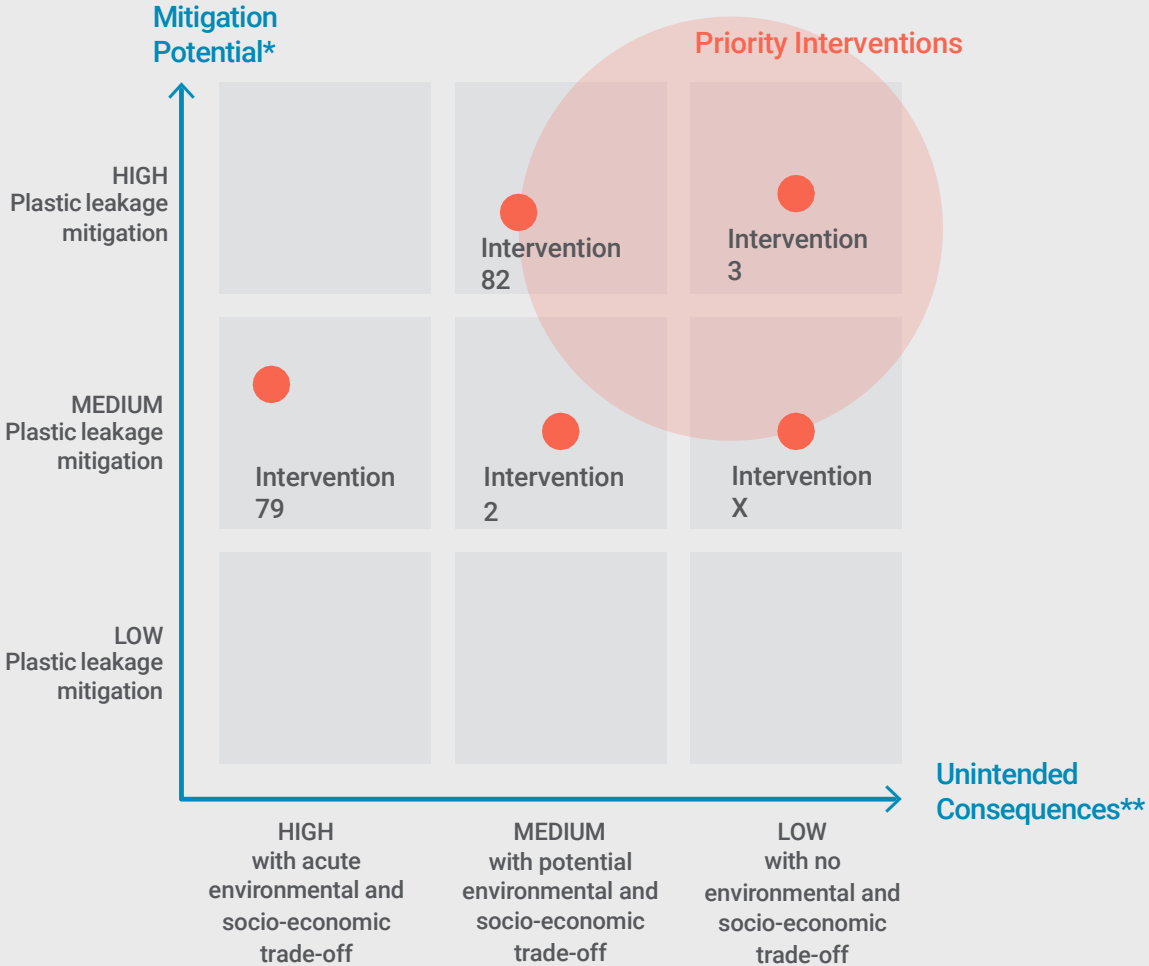 Mitigation
Potential*
Priority Interventions
HIGH
Plastic leakage
mitigation
Intervention
82
Intervention
3
MEDIUM
Plastic leakage
mitigation
Intervention
79
Intervention
2
Intervention
X
LOW
Plastic leakage
mitigation
Unintended
Consequences**
HIGH
with acute
environmental and
socio-economic
trade-off
MEDIUM
with potential
environmental and
socio-economic
trade-off
LOW
with no
environmental and
socio-economic
trade-off